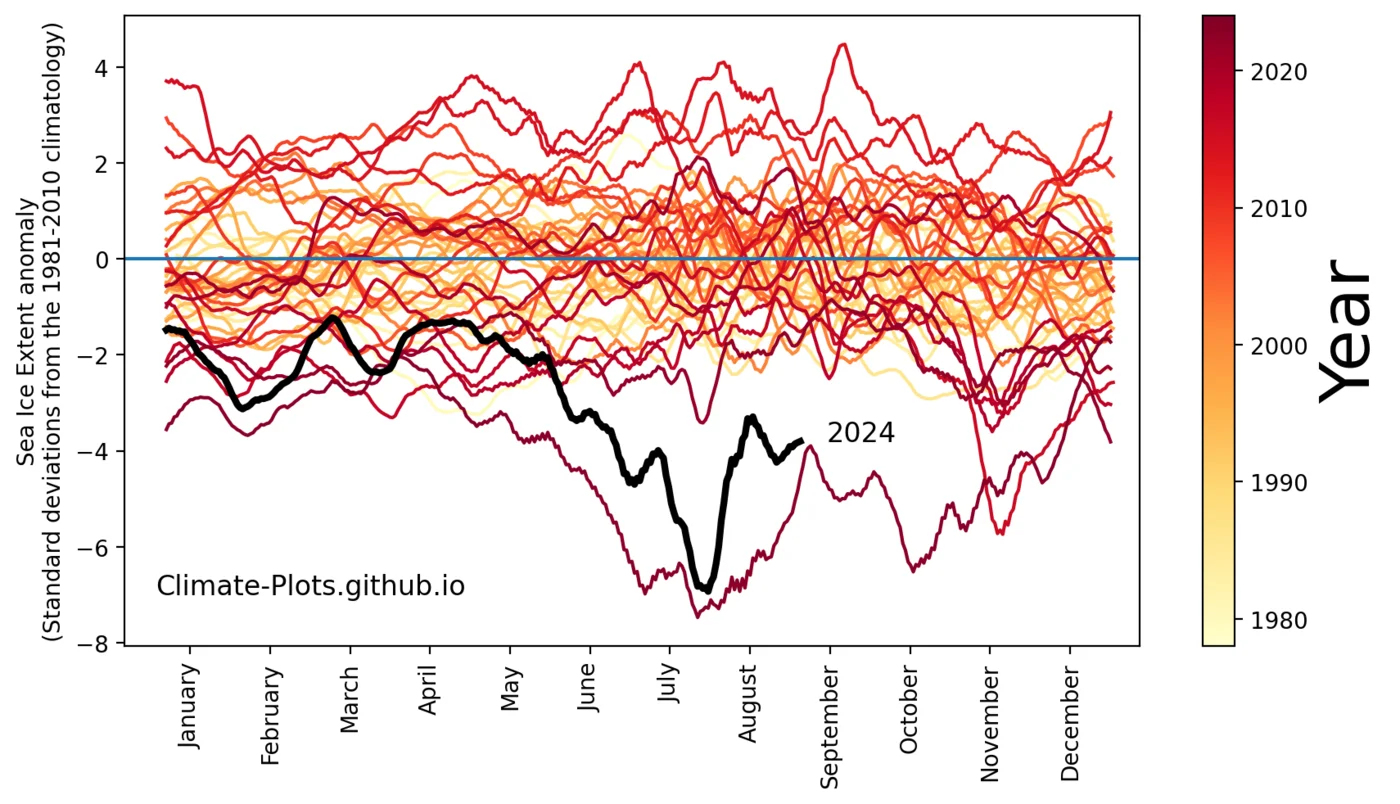 Sea Ice Extent anomaly
(Standard deviations from the 1981-2010 climatology)
4
2
0
−2
−4
−6
−8
2024
Climate-Plots.github.io
January
February
March
April
May
June
July
August
September
October
November
December
2020
2010
2000
1990
1980
Year